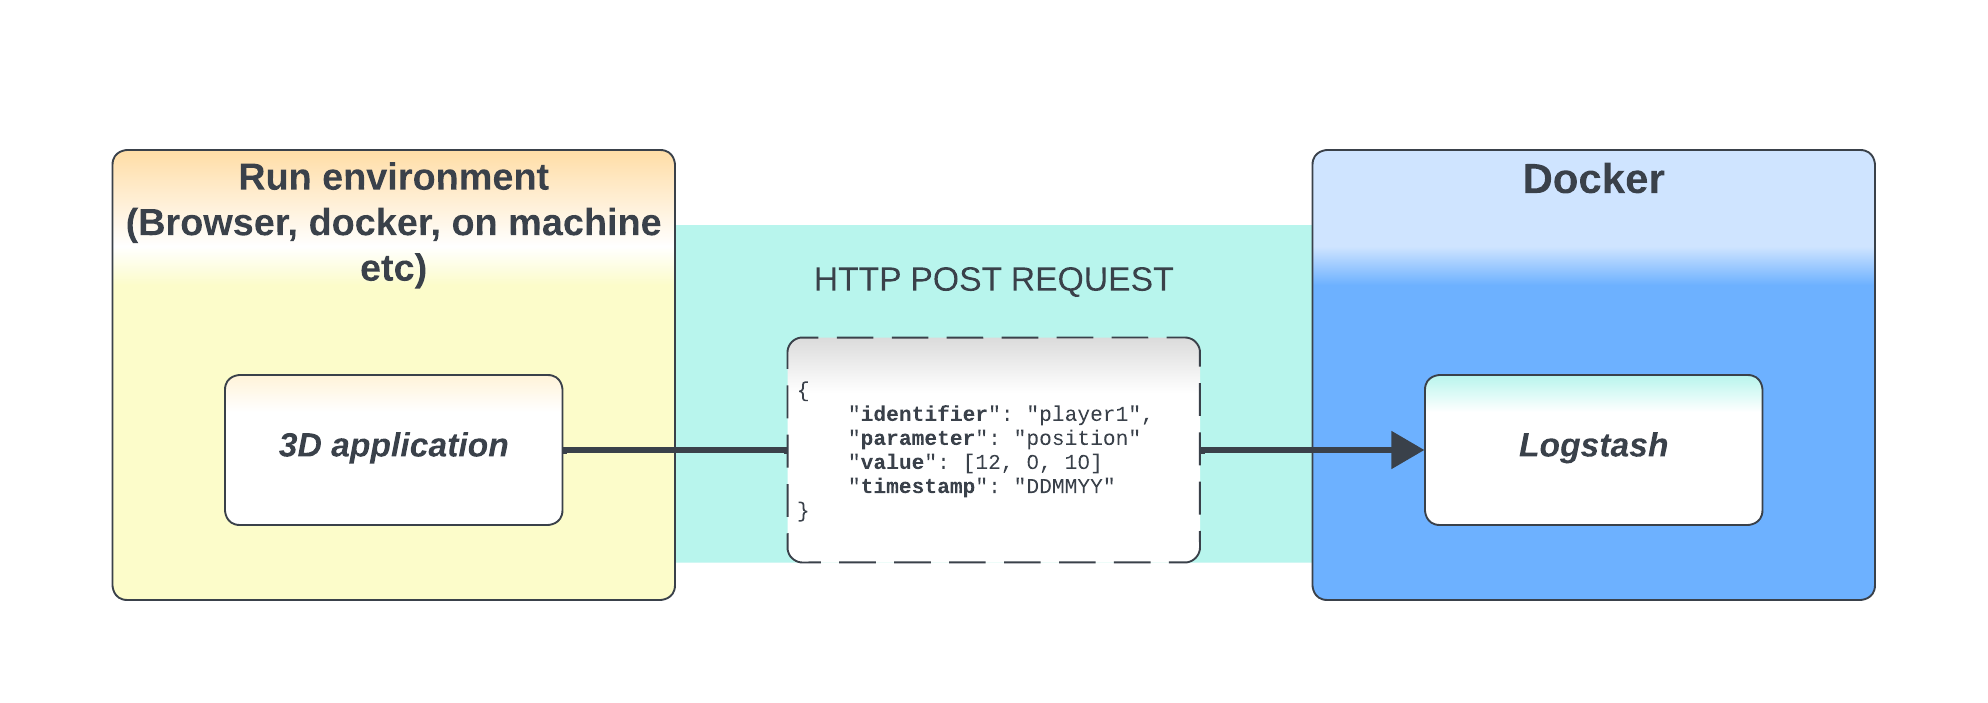 Run environment
(Browser, docker, on machine
etc)
3D application
HTTP POST REQUEST
{
"identifier": "player1",
"parameter": "position"
"value": [12, 0, 10]
"timestamp": "DDMMYY"
}
Docker
Logstash